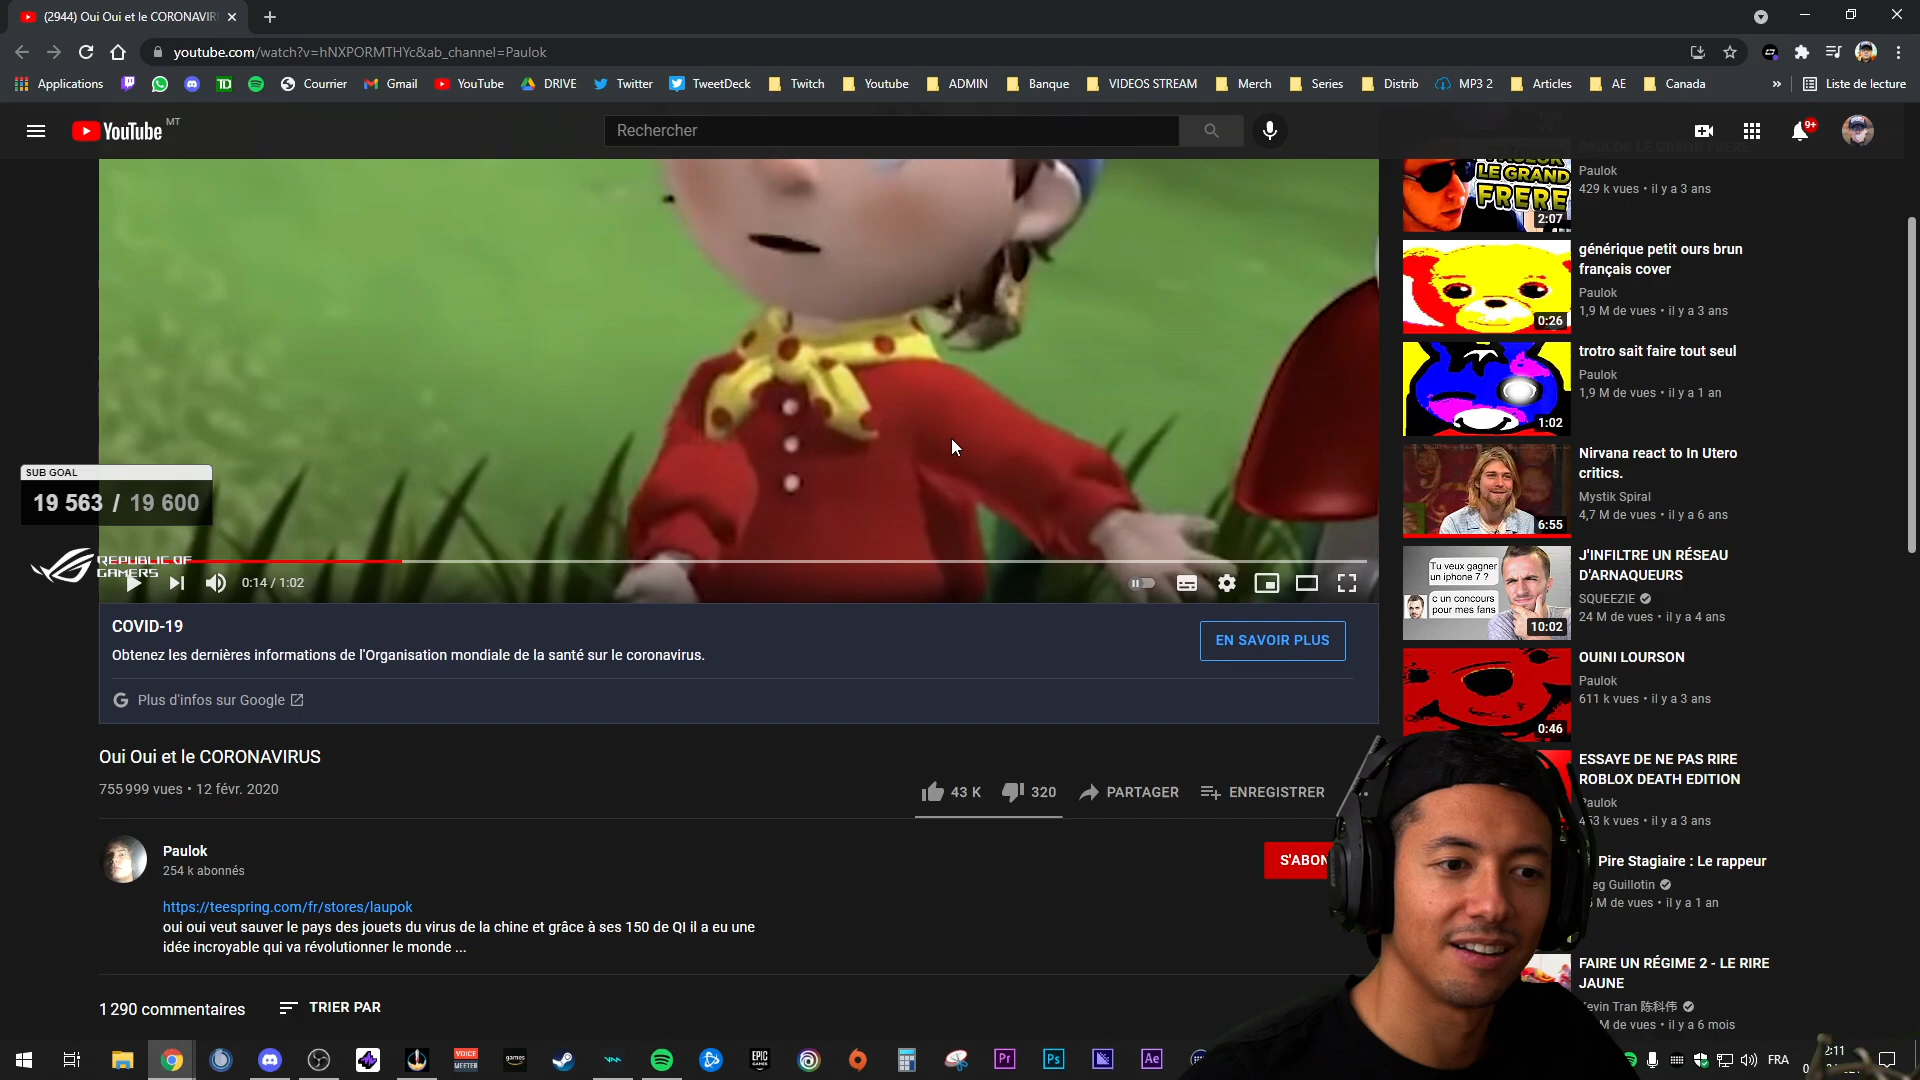 (2944) Oui Oui et le CORONAVIR
youtube.com/watch?v=hNXPORMTHYc&ab_channel=Paulok
Applications
TD
Courrier
Gmail
YouTube
DRIVE
Twitter
TweetDeck
Twitch
Youtube
ADMIN
Banque
VIDEOS STREAM
Merch
Series
Distrib
MP3 2
Articles
AE
Canada
»
Liste de lecture
YouTube MT
Rechercher
9+
LE GRAND
FRERE
2:07
Paulok
429 k vues • il y a 3 ans
générique petit ours brun
français cover
Paulok
1,9 M de vues • il y a 3 ans
0:26
trotro sait faire tout seul
Paulok
1,9 M de vues • il y a 1 an
1:02
Nirvana react to In Utero
critics.
Mystik Spiral
4,7 M de vues • il y a 6 ans
6:55
Tu veux gagner
un iphone 7 ?
c un concours
pour mes fans
10:02
J'INFILTRE UN RÉSEAU
D'ARNAQUEURS
SQUEEZIE
24 M de vues • il y a 4 ans
OUINI LOURSON
Paulok
611 k vues • il y a 3 ans
0:46
ESSAYE DE NE PAS RIRE
ROBLOX DEATH EDITION
Paulok
453 k vues • il y a 3 ans
Pire Stagiaire : Le rappeur
Guillotin
M de vues • il y a 1 an
FAIRE UN RÉGIME 2 - LE RIRE
JAUNE
Kevin Tran 陈科伟
M de vues • il y a 6 mois
SUB GOAL
19 563 / 19 600
REPUBLIC OF
GAMERS
0:14 / 1:02
COVID-19
Obtenez les dernières informations de l'Organisation mondiale de la santé sur le coronavirus.
EN SAVOIR PLUS
Plus d'infos sur Google
Oui Oui et le CORONAVIRUS
755 999 vues • 12 févr. 2020
43 K
320
PARTAGER
ENREGISTRER
Paulok
254 k abonnés
S'ABON
https://teespring.com/fr/stores/laupok
oui oui veut sauver le pays des jouets du virus de la chine et grâce à ses 150 de QI il a eu une
idée incroyable qui va révolutionner le monde ...
1 290 commentaires
TRIER PAR
VOICE
MEETER
games
EPIC
GAMES
Pr
Ps
Ae
FRA
2:11